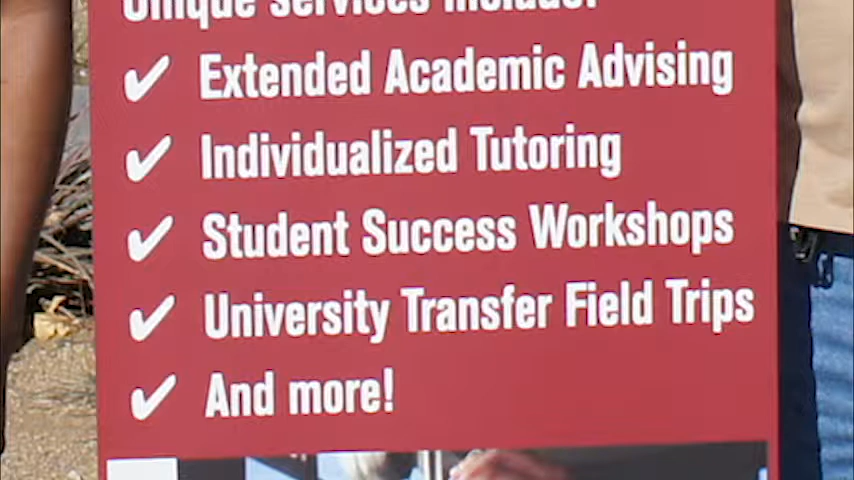 Unique services include:
✔ Extended Academic Advising
✔ Individualized Tutoring
✔ Student Success Workshops
✔ University Transfer Field Trips
✔ And more!